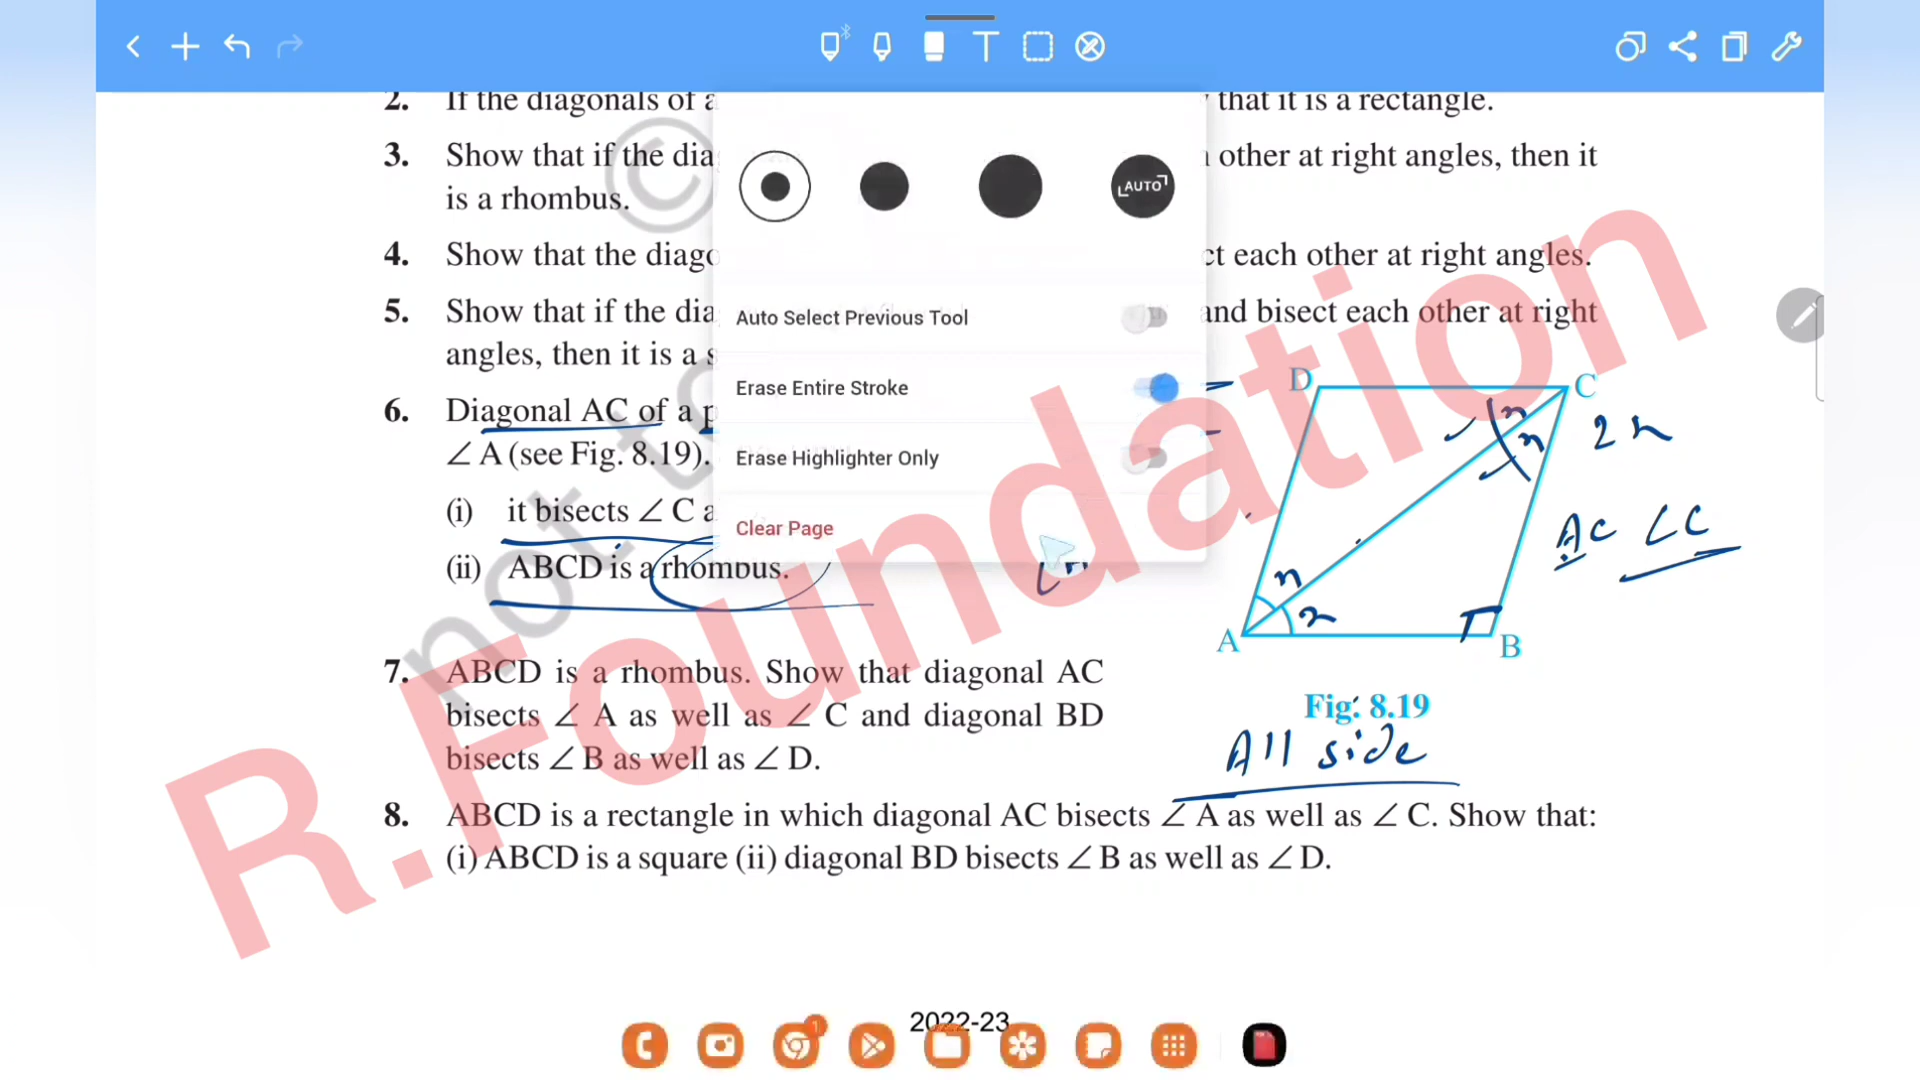 2. If the diagonals of a that it is a rectangle.
3. Show that if the dia other at right angles, then it
is a rhombus.
4. Show that the diago ct each other at right angles.
5. Show that if the dia and bisect each other at right
angles, then it is a s
6. Diagonal AC of a p
∠ A (see Fig. 8.19).
(i) it bisects ∠ C a
(ii) ABCD is a rhombus.
AUTO
Auto Select Previous Tool
Erase Entire Stroke
Erase Highlighter Only
Clear Page
D C
A B
x x
x x
2x
AC ∠C
Fig. 8.19
All side
7. ABCD is a rhombus. Show that diagonal AC
bisects ∠ A as well as ∠ C and diagonal BD
bisects ∠ B as well as ∠ D.
8. ABCD is a rectangle in which diagonal AC bisects ∠ A as well as ∠ C. Show that:
(i) ABCD is a square (ii) diagonal BD bisects ∠ B as well as ∠ D.
© not to
R.Foundation
2022-23
1